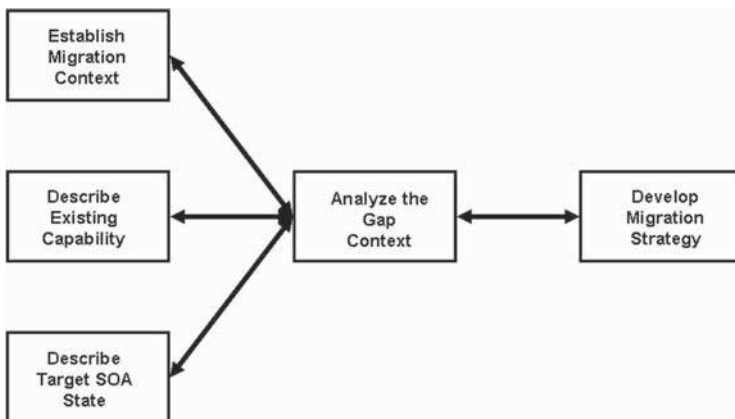 Establish
Migration
Context
Describe
Existing
Capability
Analyze the
Gap
Context
Develop
Migration
Strategy
Describe
Target SOA
State